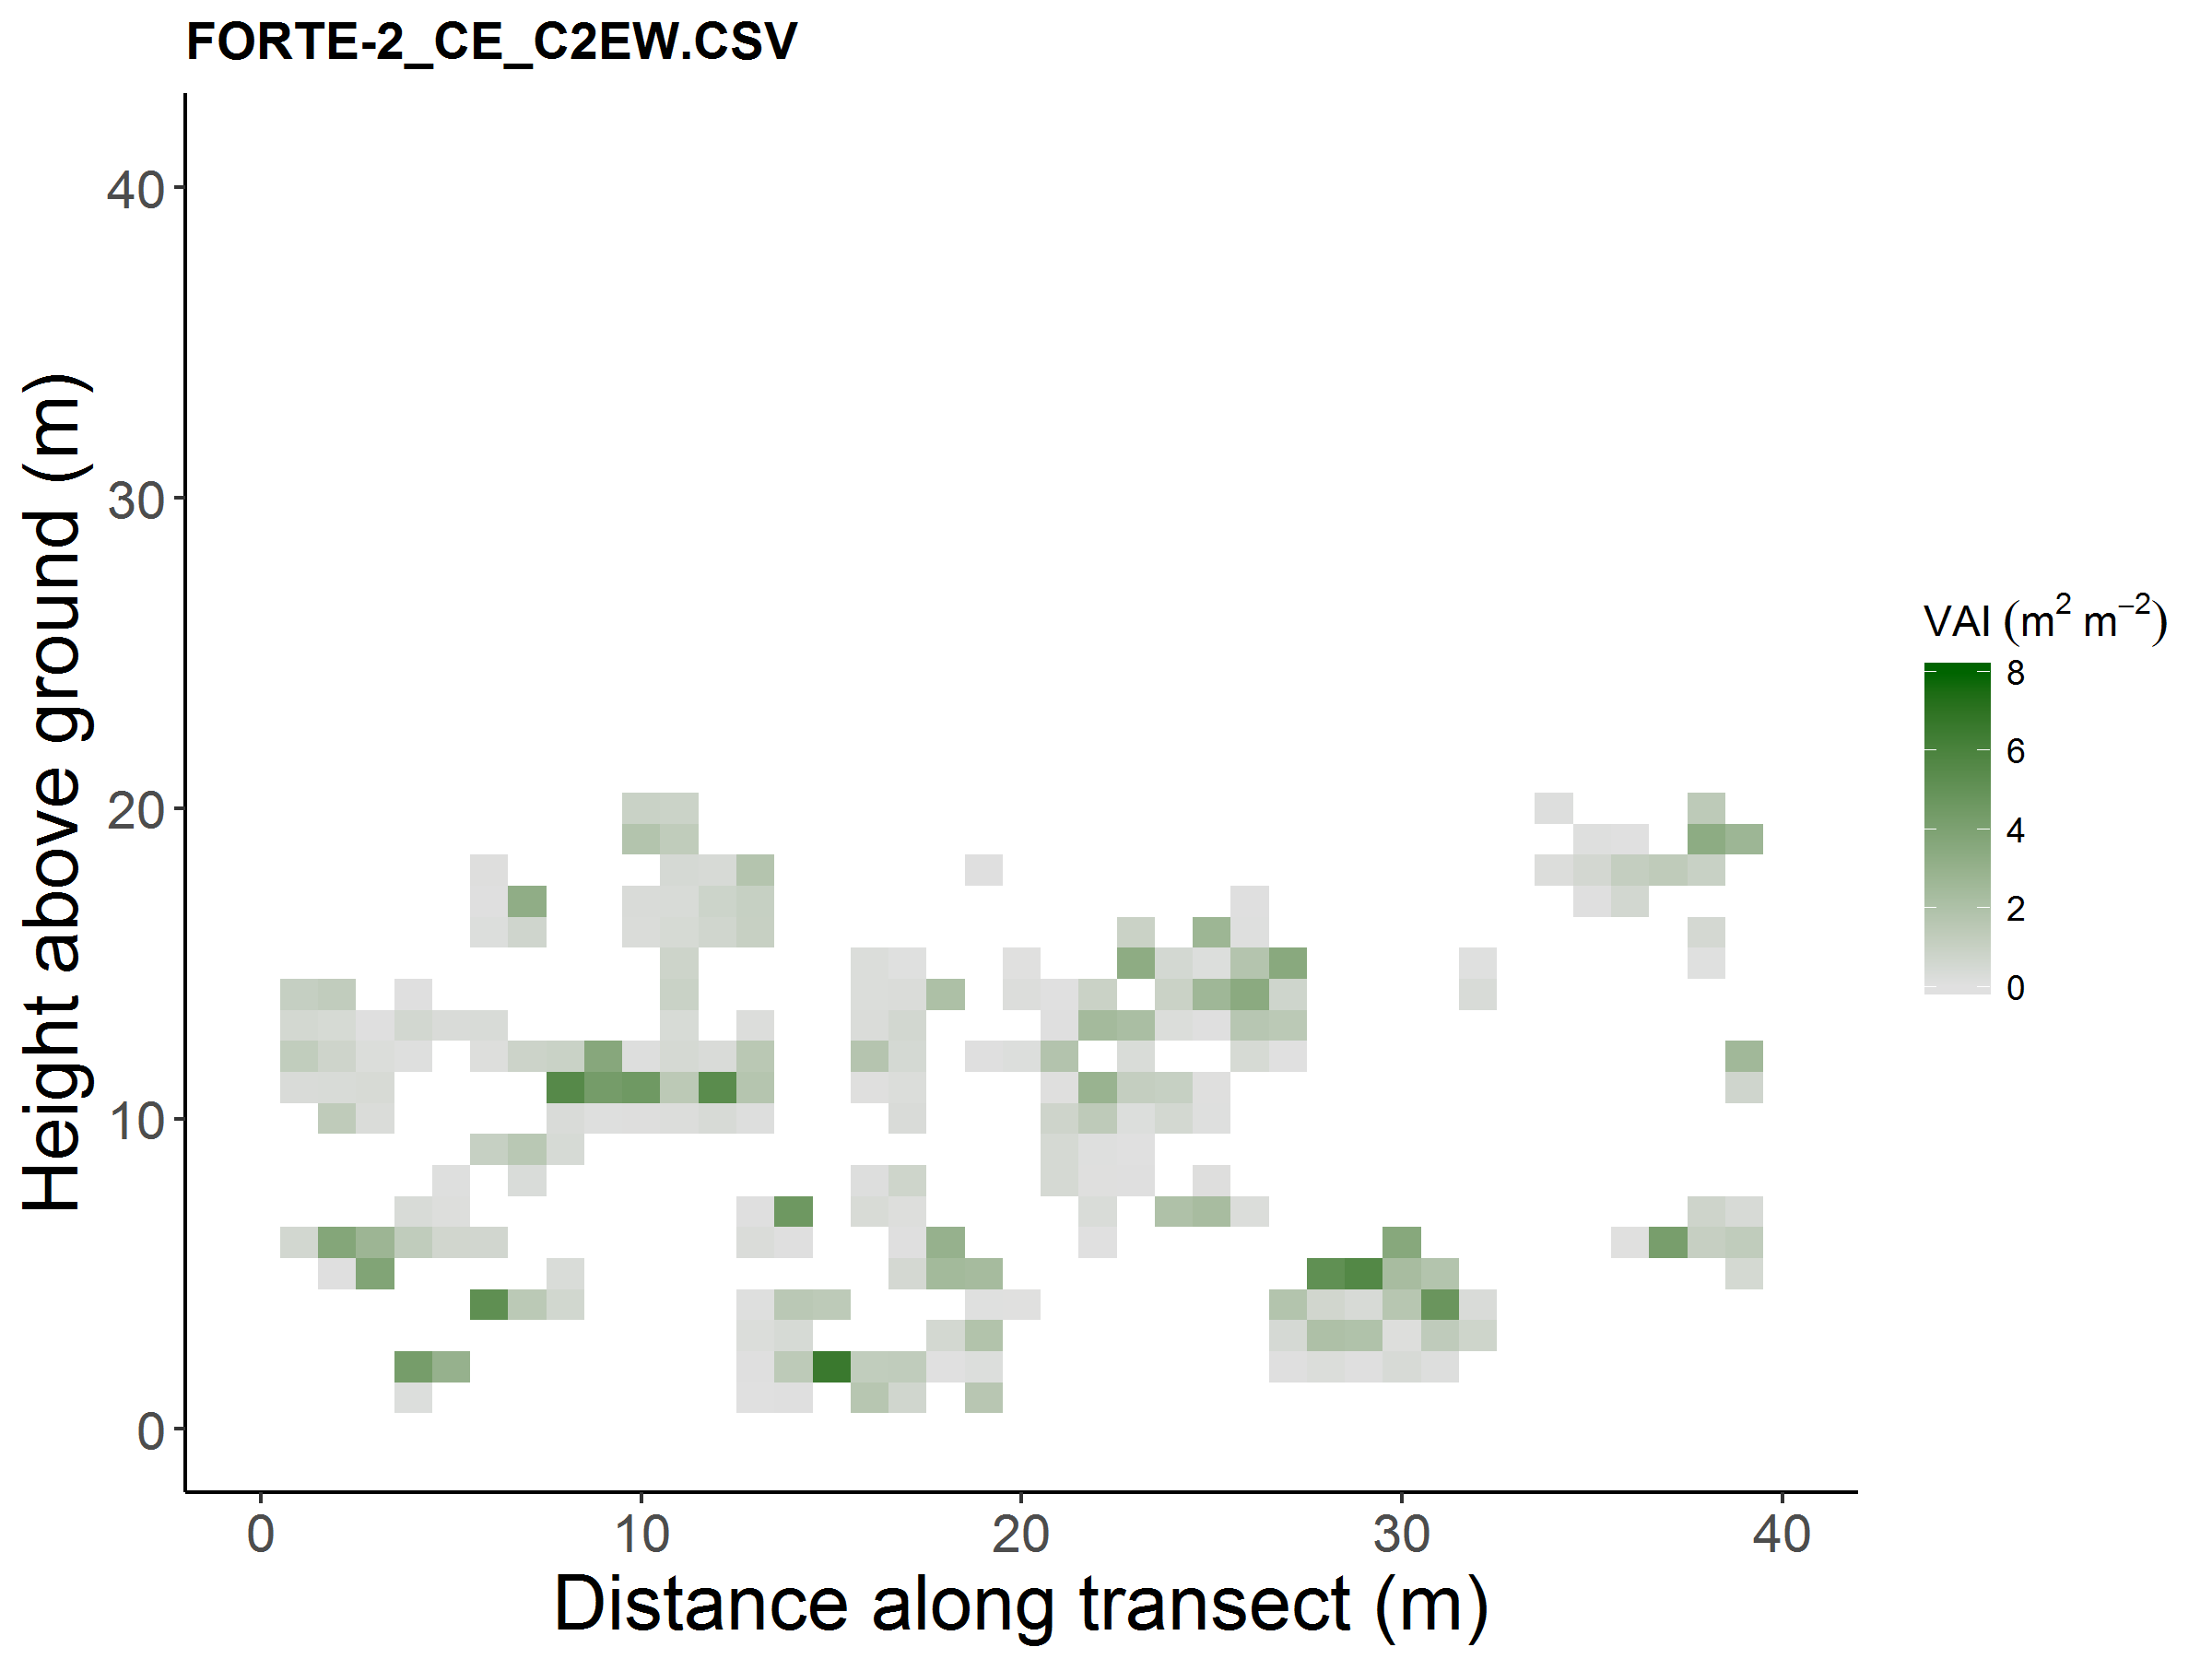 FORTE-2_CE_C2EW.CSV
Height above ground (m)
40
30
20
10
0
0 10 20 30 40
Distance along transect (m)
VAI (m² m⁻²)
8
6
4
2
0